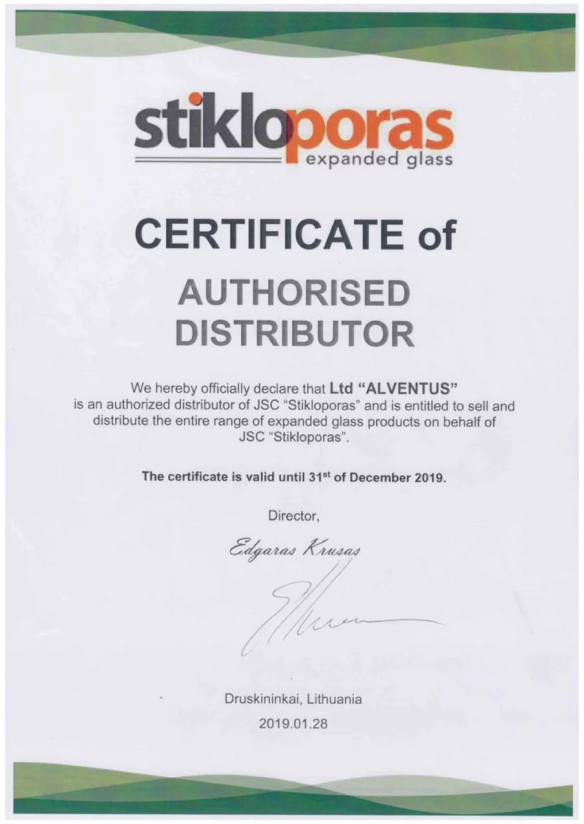 stikloporas
expanded glass
CERTIFICATE of
AUTHORISED
DISTRIBUTOR
We hereby officially declare that Ltd “ALVENTUS”
is an authorized distributor of JSC “Stikloporas” and is entitled to sell and
distribute the entire range of expanded glass products on behalf of
JSC “Stikloporas”.
The certificate is valid until 31st of December 2019.
Director,
Edgaras Krusas
Druskininkai, Lithuania
2019.01.28